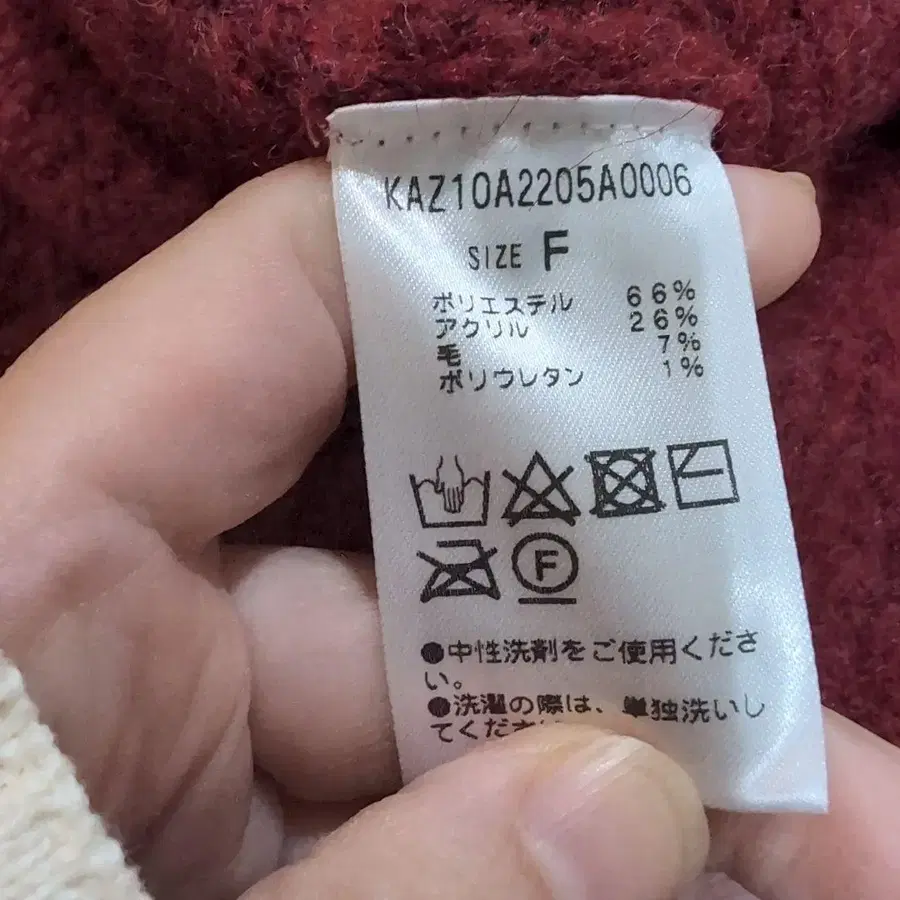 KAZ10A2205A0006
SIZE F
ポリエステル 66%
アクリル 26%
毛 7%
ポリウレタン 1%
F
●中性洗剤をご使用くださ
い。
●洗濯の際は、単独洗いし
てくださ